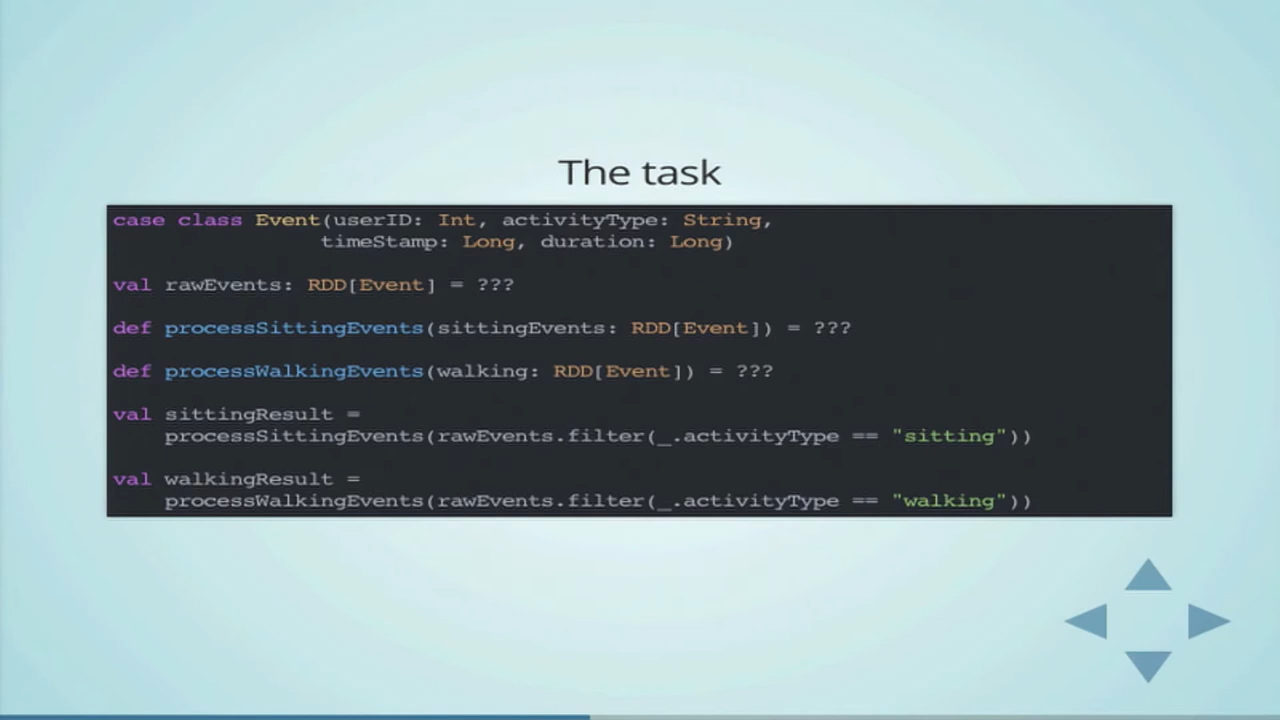 The task
case class Event(userID: Int, activityType: String,
                 timeStamp: Long, duration: Long)
val rawEvents: RDD[Event] = ???
def processSittingEvents(sittingEvents: RDD[Event]) = ???
def processWalkingEvents(walking: RDD[Event]) = ???
val sittingResult =
    processSittingEvents(rawEvents.filter(_.activityType == "sitting"))
val walkingResult =
    processWalkingEvents(rawEvents.filter(_.activityType == "walking"))